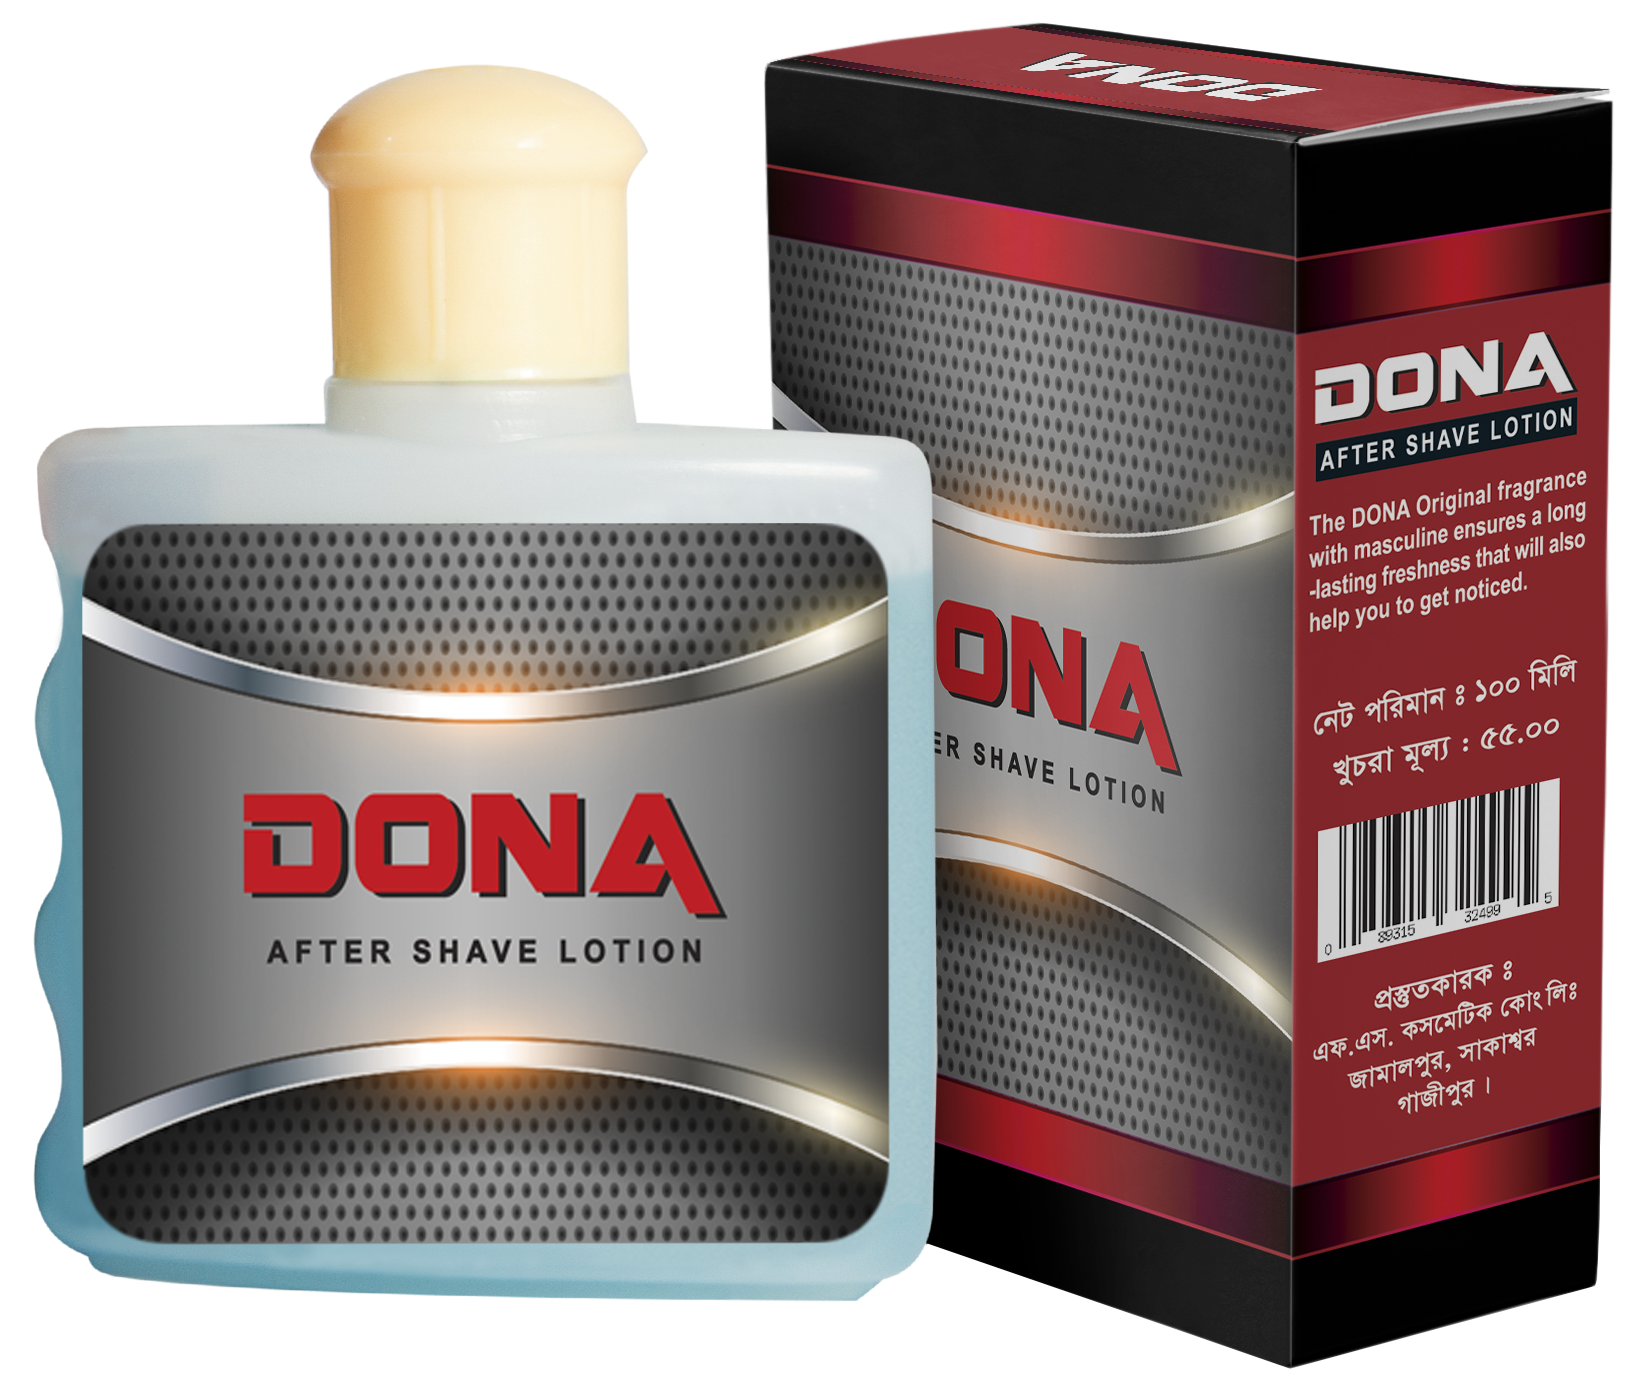 DONA
AFTER SHAVE LOTION
DONA
ONA
ER SHAVE LOTION
DONA
AFTER SHAVE LOTION
The DONA Original fragrance
with masculine ensures a long
-lasting freshness that will also
help you to get noticed.
নেট পরিমান ঃ ১০০ মিলি
খুচরা মূল্য : ৫৫.০০
0 89315 32499 5
প্রস্তুতকারক ঃ
এফ.এস. কসমেটিক কোং লিঃ
জামালপুর, সাকাশ্বর
গাজীপুর।